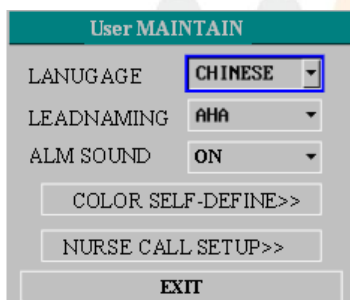 User MAINTAIN
LANUGAGE CHINESE
LEADNAMING AHA
ALM SOUND ON
COLOR SELF-DEFINE>>
NURSE CALL SETUP>>
EXIT